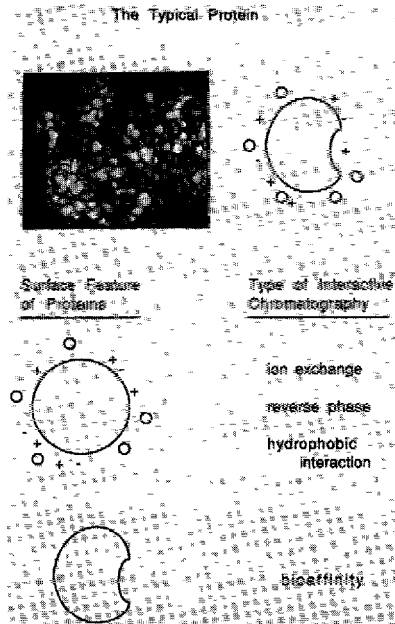 The Typical Protein
Surface Feature
of Proteins
Type of Interactive
Chromatography
ion exchange
reverse phase
hydrophobic
interaction
bioaffinity